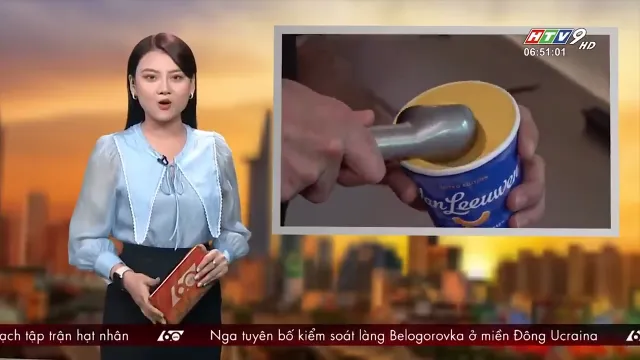 HTV9 HD
06:51:01
Van Leeuwen
ạch tập trận hạt nhân
60
Nga tuyên bố kiểm soát làng Belogorovka ở miền Đông Ucraina